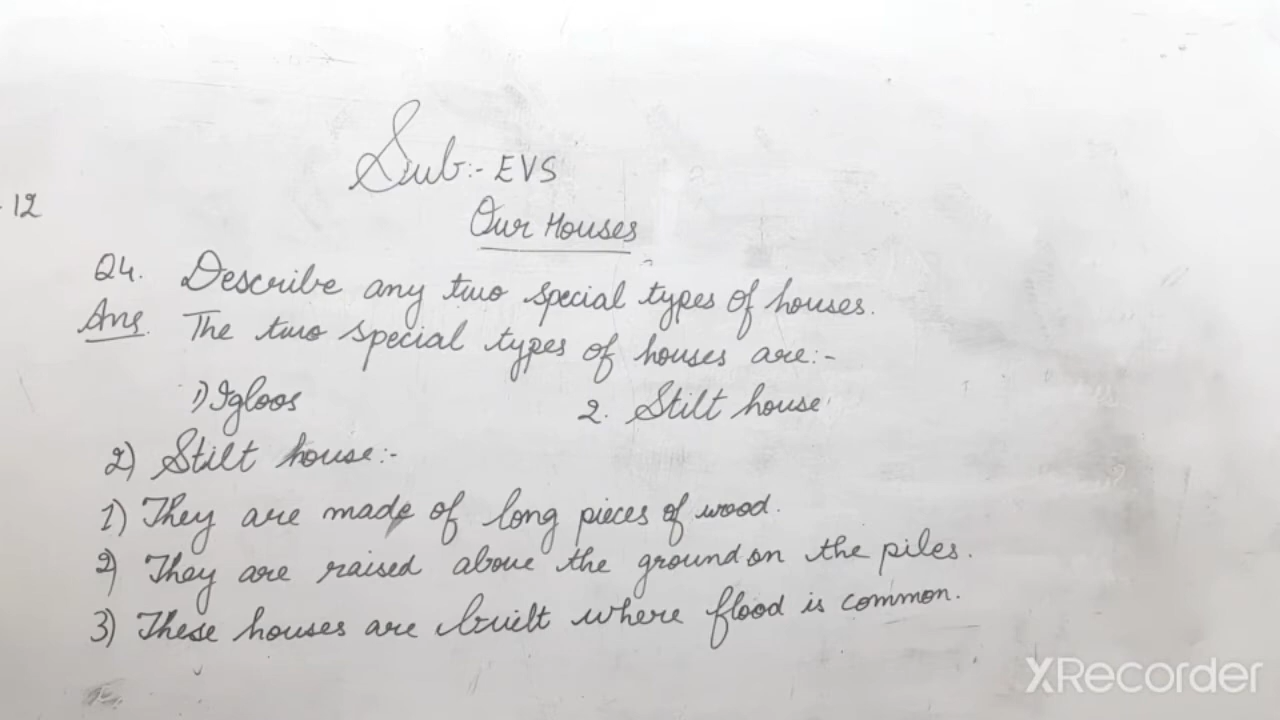 Sub:- EVS
- 12
Our Houses
Q4. Describe any two special types of houses.
Ans. The two special types of houses are:-
1) Igloos 2. Stilt house
2) Stilt house:-
1) They are made of long pieces of wood.
2) They are raised above the ground on the piles.
3) These houses are built where flood is common.
XRecorder